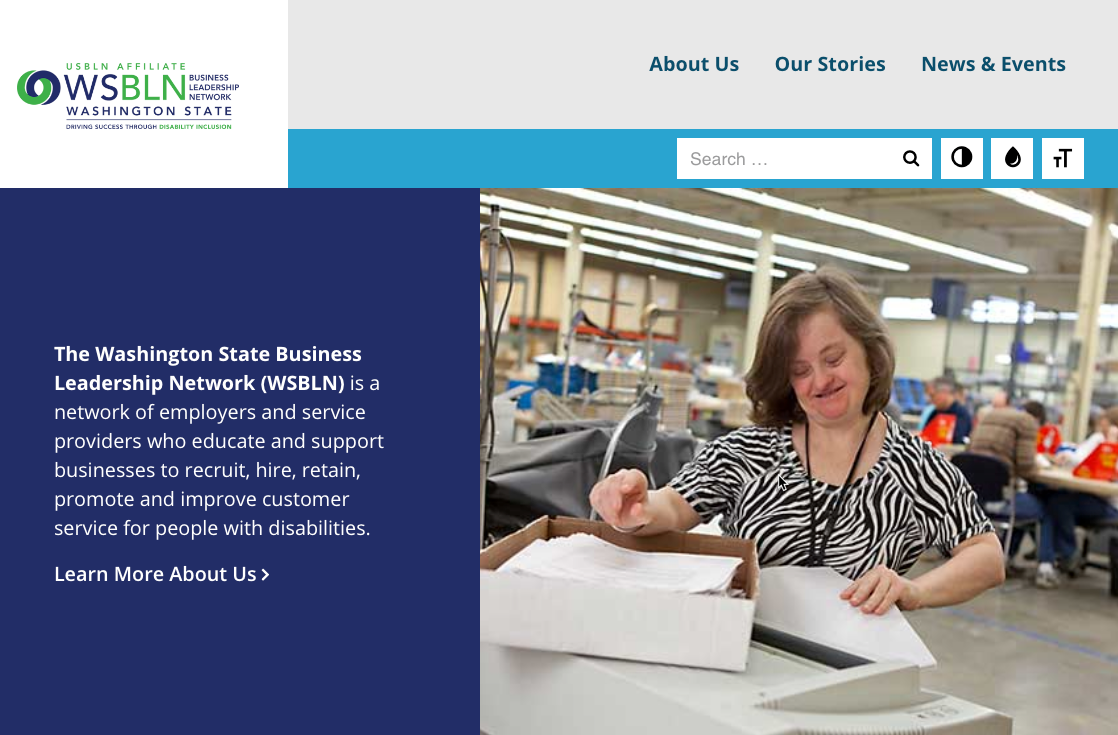 USBLN AFFILIATE
WSBLN BUSINESS LEADERSHIP NETWORK
WASHINGTON STATE
DRIVING SUCCESS THROUGH DISABILITY INCLUSION
About Us Our Stories News & Events
Search ...
The Washington State Business
Leadership Network (WSBLN) is a
network of employers and service
providers who educate and support
businesses to recruit, hire, retain,
promote and improve customer
service for people with disabilities.
Learn More About Us